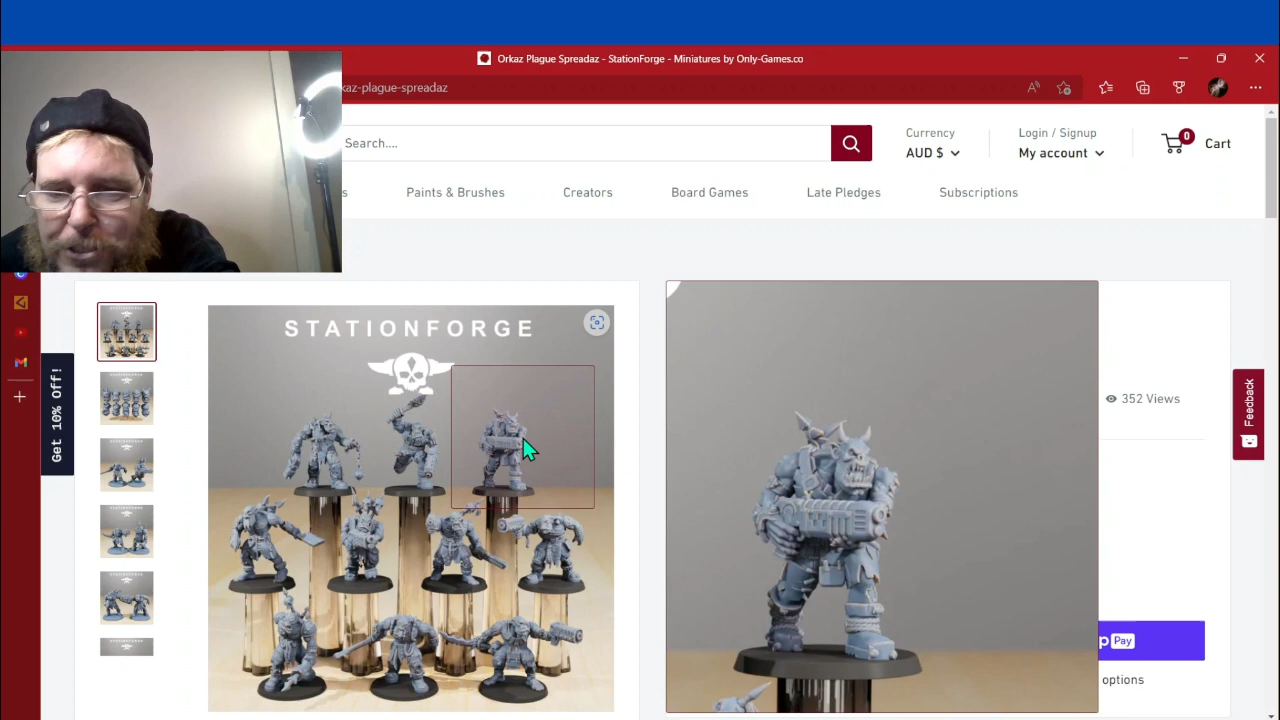 Orkaz Plague Spreadaz - StationForge - Miniatures by Only-Games.co
kaz-plague-spreadaz
Search....
Currency
AUD $
Login / Signup
My account
0
Cart
s
Paints & Brushes
Creators
Board Games
Late Pledges
Subscriptions
STATIONFORGE
Get 10% Off!
352 Views
Feedback
Pay
options